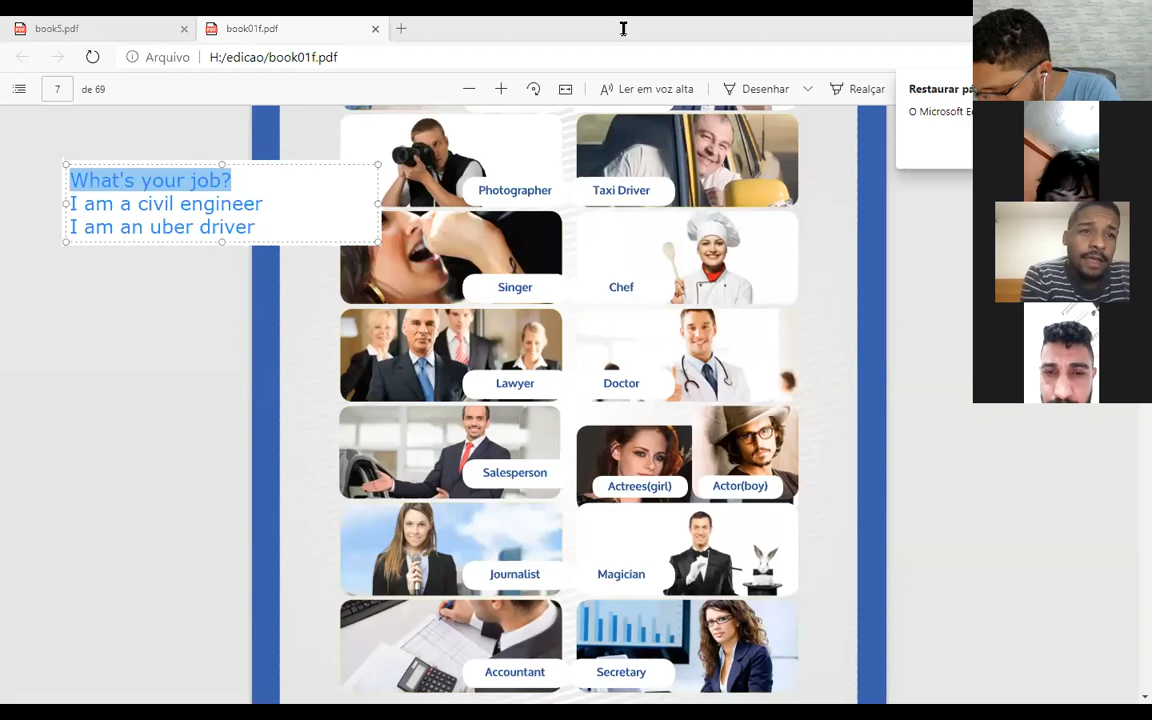 book5.pdf
book01f.pdf
Arquivo
H:/edicao/book01f.pdf
7 de 69
Ler em voz alta
Desenhar
Realçar
Restaurar pá
O Microsoft Ed
What's your job?
I am a civil engineer
I am an uber driver
Photographer
Taxi Driver
Singer
Chef
Lawyer
Doctor
Salesperson
Actrees(girl)
Actor(boy)
Journalist
Magician
Accountant
Secretary